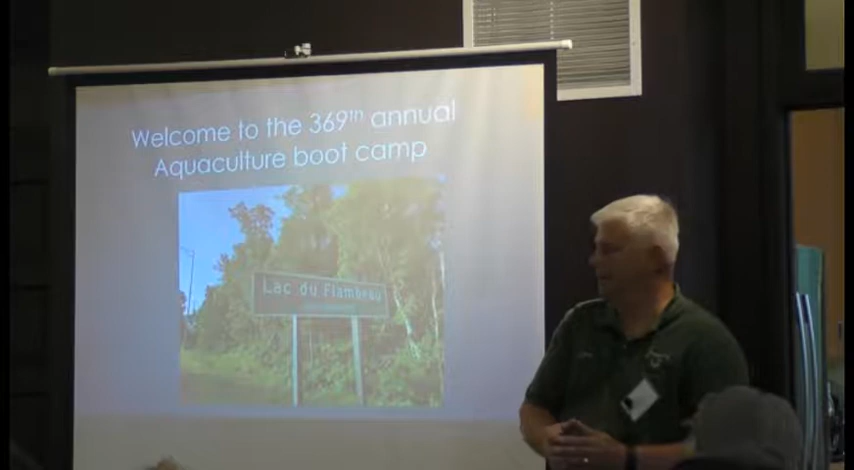 Welcome to the 369th annual
Aquaculture boot camp
Lac du Flambeau